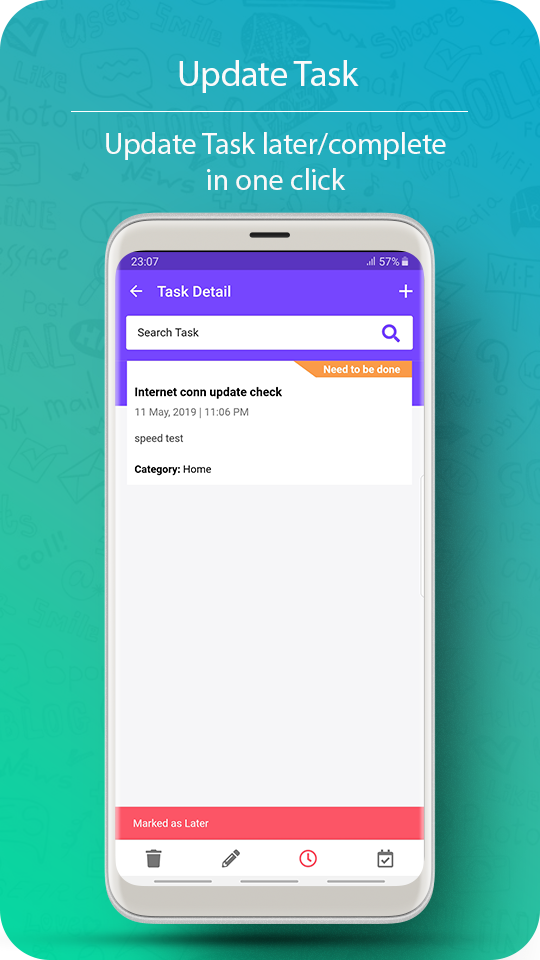 Update Task
Update Task later/complete
in one click
23:07
57%
Task Detail
Search Task
Need to be done
Internet conn update check
11 May, 2019 | 11:06 PM
speed test
Category: Home
Marked as Later